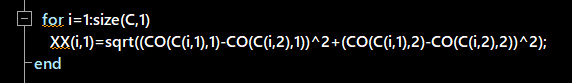 for i=1:size(C,1)
XX(i,1)=sqrt((CO(C(i,1),1)-CO(C(i,2),1))^2+(CO(C(i,1),2)-CO(C(i,2),2))^2);
end